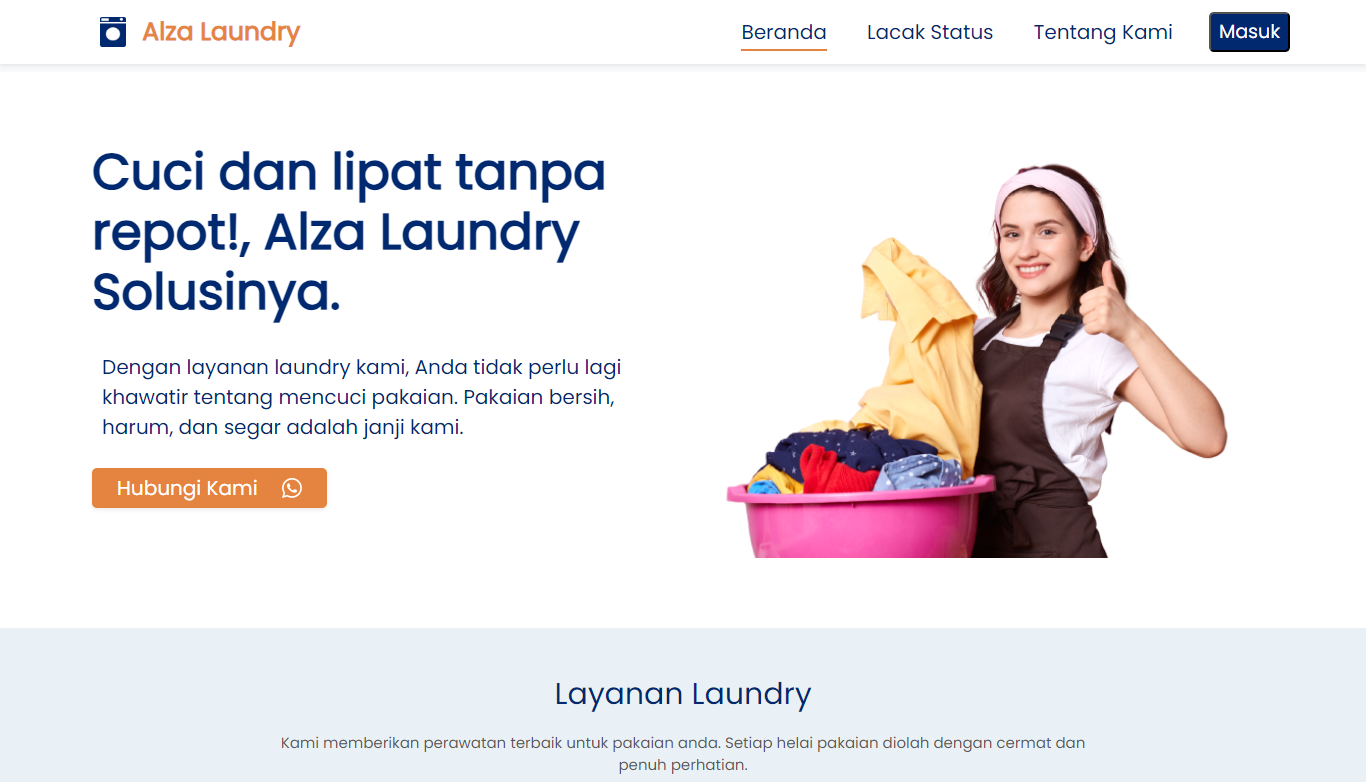 Alza Laundry
Beranda
Lacak Status
Tentang Kami
Masuk
Cuci dan lipat tanpa
repot!, Alza Laundry
Solusinya.
Dengan layanan laundry kami, Anda tidak perlu lagi
khawatir tentang mencuci pakaian. Pakaian bersih,
harum, dan segar adalah janji kami.
Hubungi Kami
Layanan Laundry
Kami memberikan perawatan terbaik untuk pakaian anda. Setiap helai pakaian diolah dengan cermat dan
penuh perhatian.